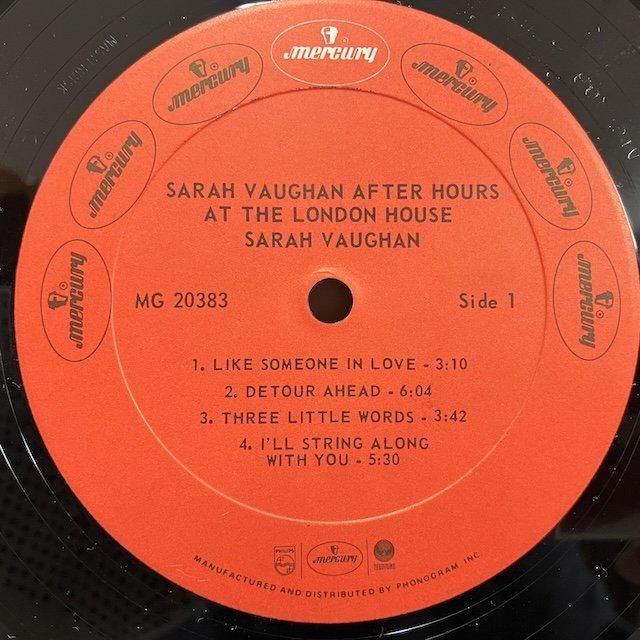 mercury
mercury
mercury
mercury
mercury
mercury
mercury
SARAH VAUGHAN AFTER HOURS
AT THE LONDON HOUSE
SARAH VAUGHAN
MG 20383
Side 1
1. LIKE SOMEONE IN LOVE - 3:10
2. DETOUR AHEAD - 6:04
3. THREE LITTLE WORDS - 3:42
4. I'LL STRING ALONG
WITH YOU - 5:30
PHILIPS
mercury
MANUFACTURED AND DISTRIBUTED BY PHONOGRAM, INC.